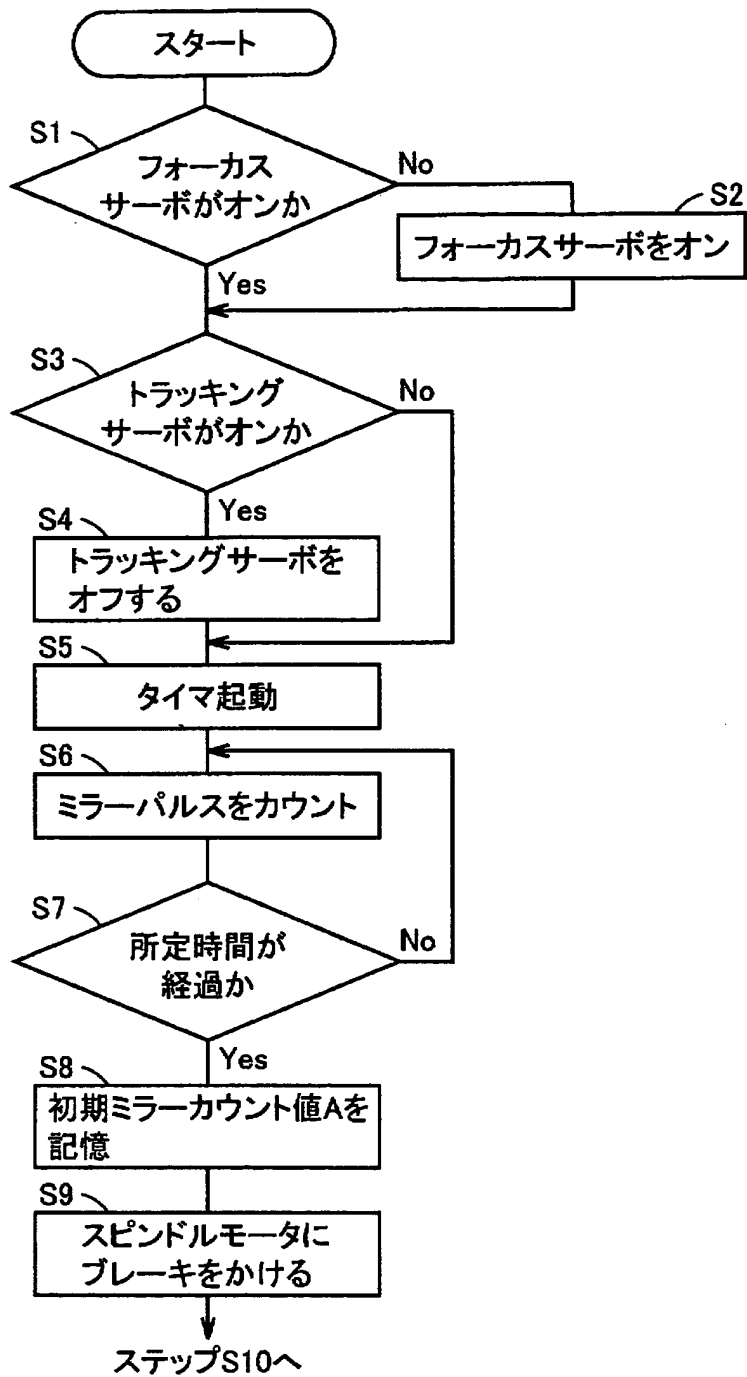 スタート
S1
フォーカス
サーボがオンか
No
S2
フォーカスサーボをオン
Yes
S3
トラッキング
サーボがオンか
No
Yes
S4
トラッキングサーボを
オフする
S5
タイマ起動
S6
ミラーパルスをカウント
S7
所定時間が
経過か
No
Yes
S8
初期ミラーカウント値Aを
記憶
S9
スピンドルモータに
ブレーキをかける
ステップS10へ